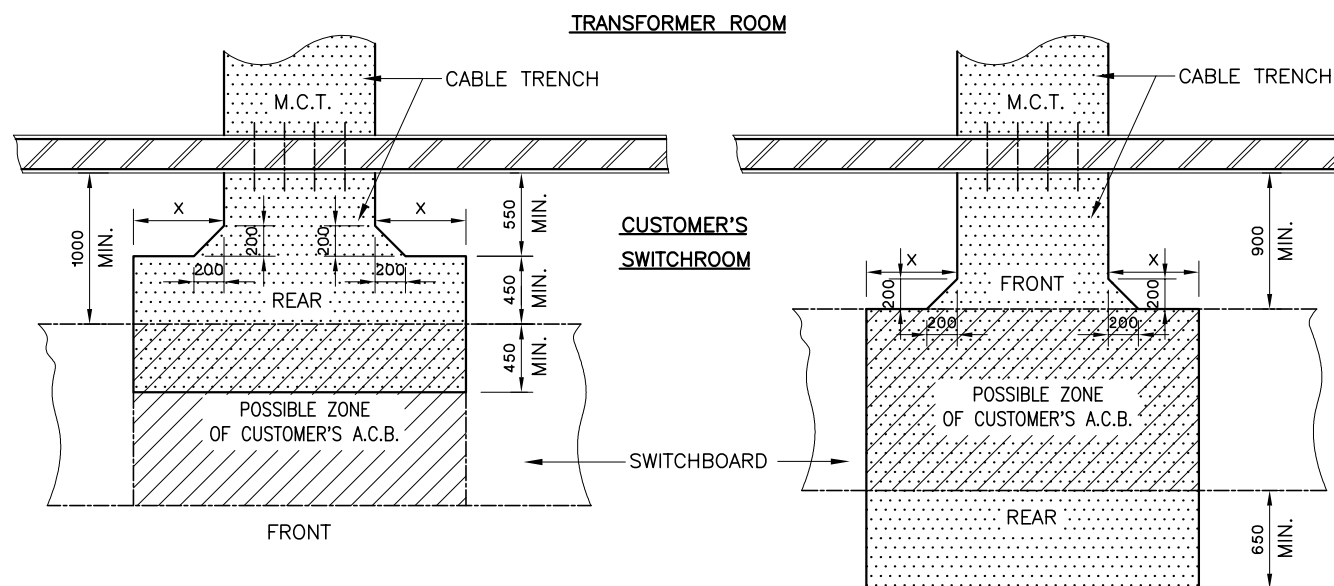 TRANSFORMER ROOM
CABLE TRENCH
M.C.T.
X
X
1000
MIN.
550
MIN.
200
200
200
200
REAR
450
MIN.
450
MIN.
POSSIBLE ZONE
OF CUSTOMER'S A.C.B.
FRONT
CUSTOMER'S
SWITCHROOM
SWITCHBOARD
CABLE TRENCH
M.C.T.
X
X
900
MIN.
FRONT
200
200
200
200
POSSIBLE ZONE
OF CUSTOMER'S A.C.B.
REAR
650
MIN.